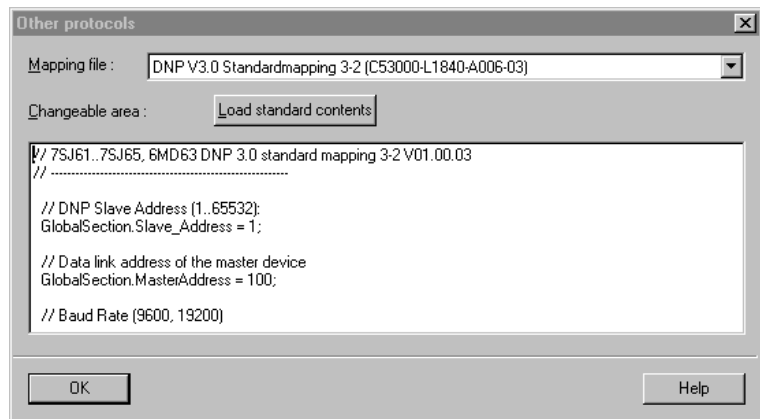 Other protocols
Mapping file : DNP V3.0 Standardmapping 3-2 (C53000-L1840-A006-03)
Changeable area : Load standard contents
// 7SJ61..7SJ65, 6MD63 DNP 3.0 standard mapping 3-2 V01.00.03
// --------------------------------------------------------
// DNP Slave Address (1..65532):
GlobalSection.Slave_Address = 1;
// Data link address of the master device
GlobalSection.MasterAddress = 100;
// Baud Rate (9600, 19200)
OK Help